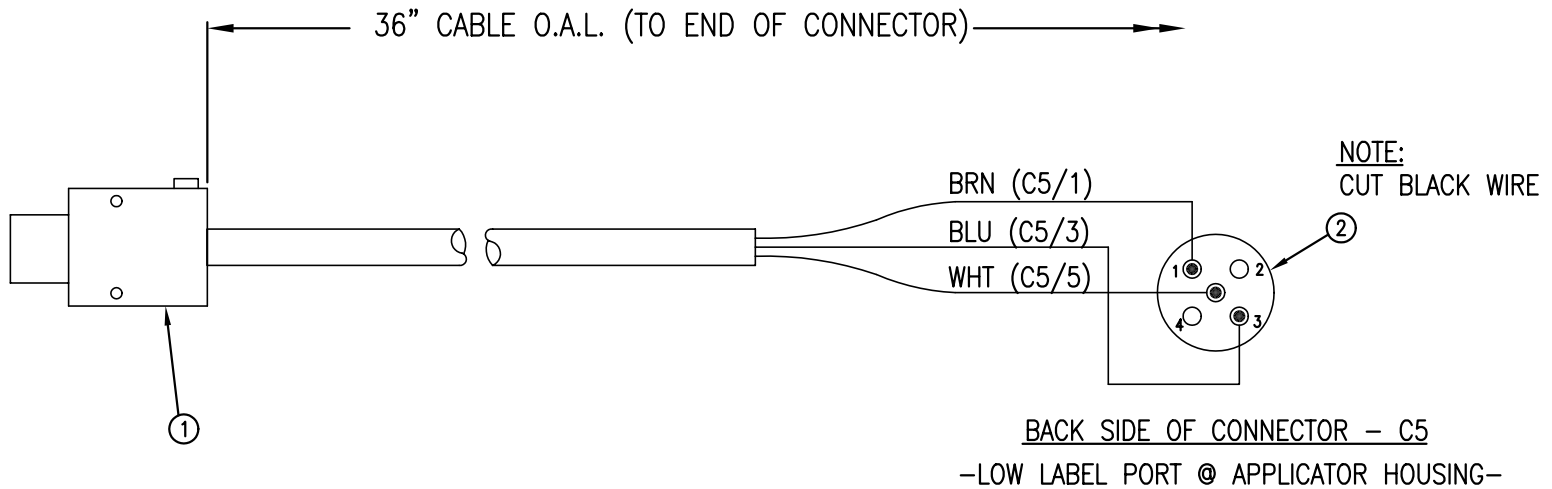 36” CABLE O.A.L. (TO END OF CONNECTOR)
NOTE:
CUT BLACK WIRE
BRN (C5/1)
BLU (C5/3)
WHT (C5/5)
2
1
2
4
3
1
BACK SIDE OF CONNECTOR – C5
–LOW LABEL PORT @ APPLICATOR HOUSING–